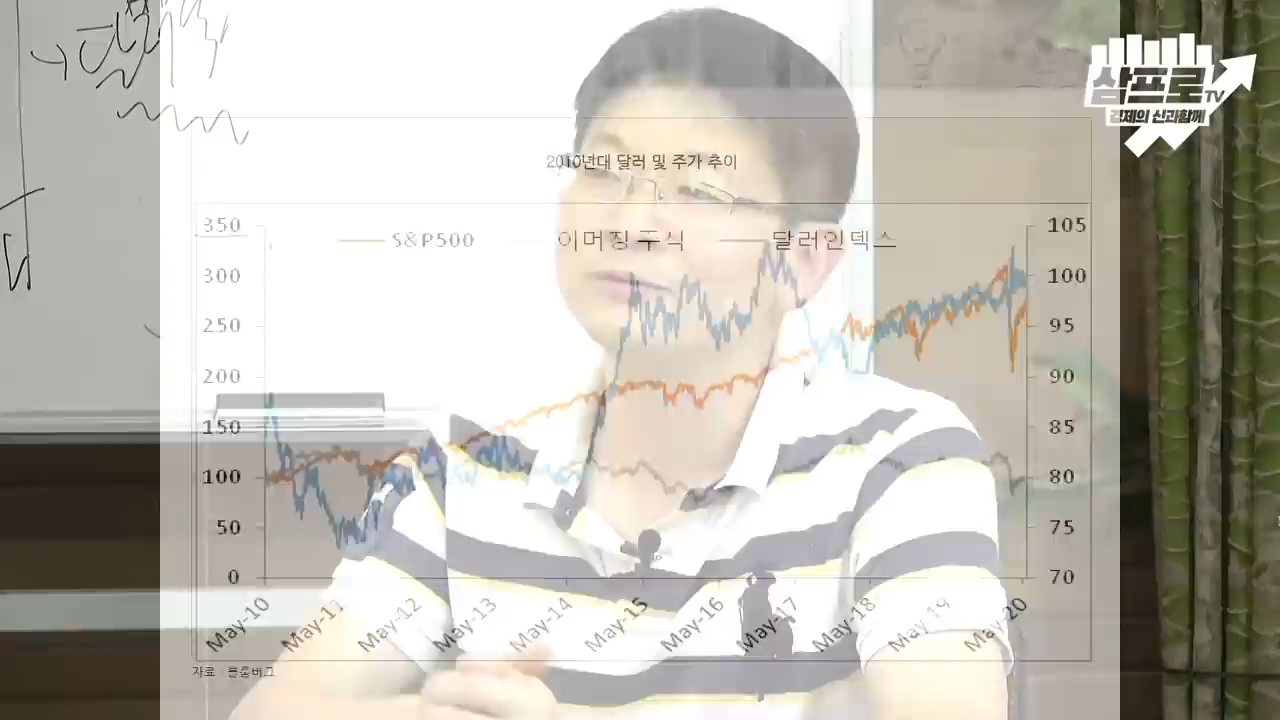 삼프로TV
경제의 신과함께
2010년대 달러 및 주가 추이
S&P500 이머징 주식 달러인덱스
350 105
300 100
250 95
200 90
150 85
100 80
50 75
0 70
May-10 May-11 May-12 May-13 May-14 May-15 May-16 May-17 May-18 May-19 May-20
자료 블룸버그